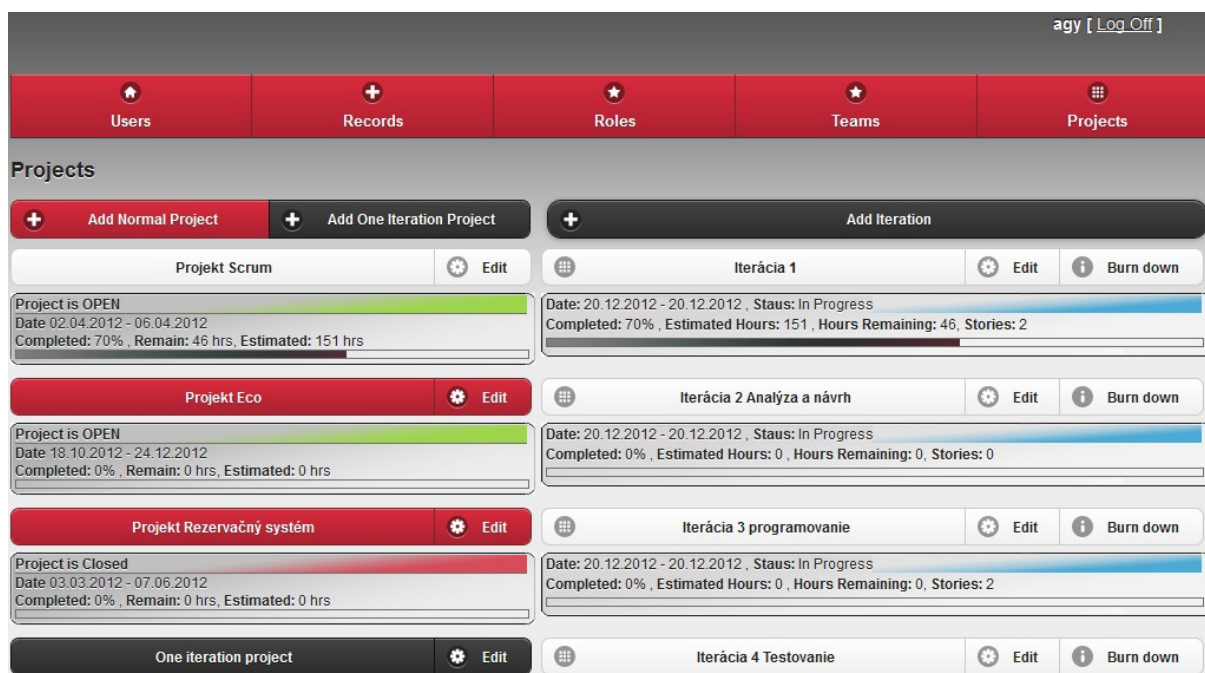 agy [ Log Off ]
Users Records Roles Teams Projects
Projects
Add Normal Project Add One Iteration Project
Add Iteration
Projekt Scrum Edit
Project is OPEN
Date 02.04.2012 - 06.04.2012
Completed: 70% , Remain: 46 hrs, Estimated: 151 hrs
Projekt Eco Edit
Project is OPEN
Date 18.10.2012 - 24.12.2012
Completed: 0% , Remain: 0 hrs, Estimated: 0 hrs
Projekt Rezervačný systém Edit
Project is Closed
Date 03.03.2012 - 07.06.2012
Completed: 0% , Remain: 0 hrs, Estimated: 0 hrs
One iteration project Edit
Iterácia 1 Edit Burn down
Date: 20.12.2012 - 20.12.2012 , Staus: In Progress
Completed: 70% , Estimated Hours: 151 , Hours Remaining: 46, Stories: 2
Iterácia 2 Analýza a návrh Edit Burn down
Date: 20.12.2012 - 20.12.2012 , Staus: In Progress
Completed: 0% , Estimated Hours: 0 , Hours Remaining: 0, Stories: 0
Iterácia 3 programovanie Edit Burn down
Date: 20.12.2012 - 20.12.2012 , Staus: In Progress
Completed: 0% , Estimated Hours: 0 , Hours Remaining: 0, Stories: 2
Iterácia 4 Testovanie Edit Burn down